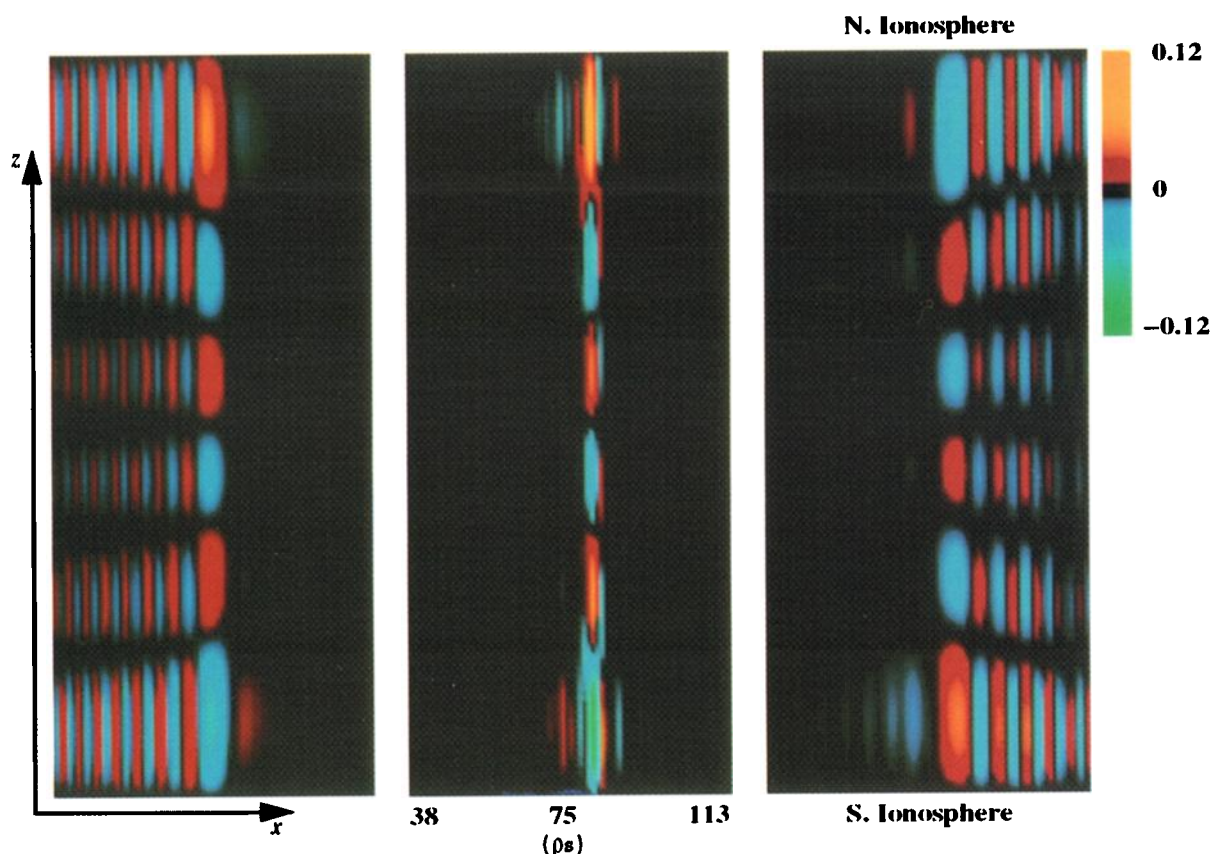 N. Ionosphere
0.12
z
0
−0.12
x
38 75 113
(ρs)
S. Ionosphere